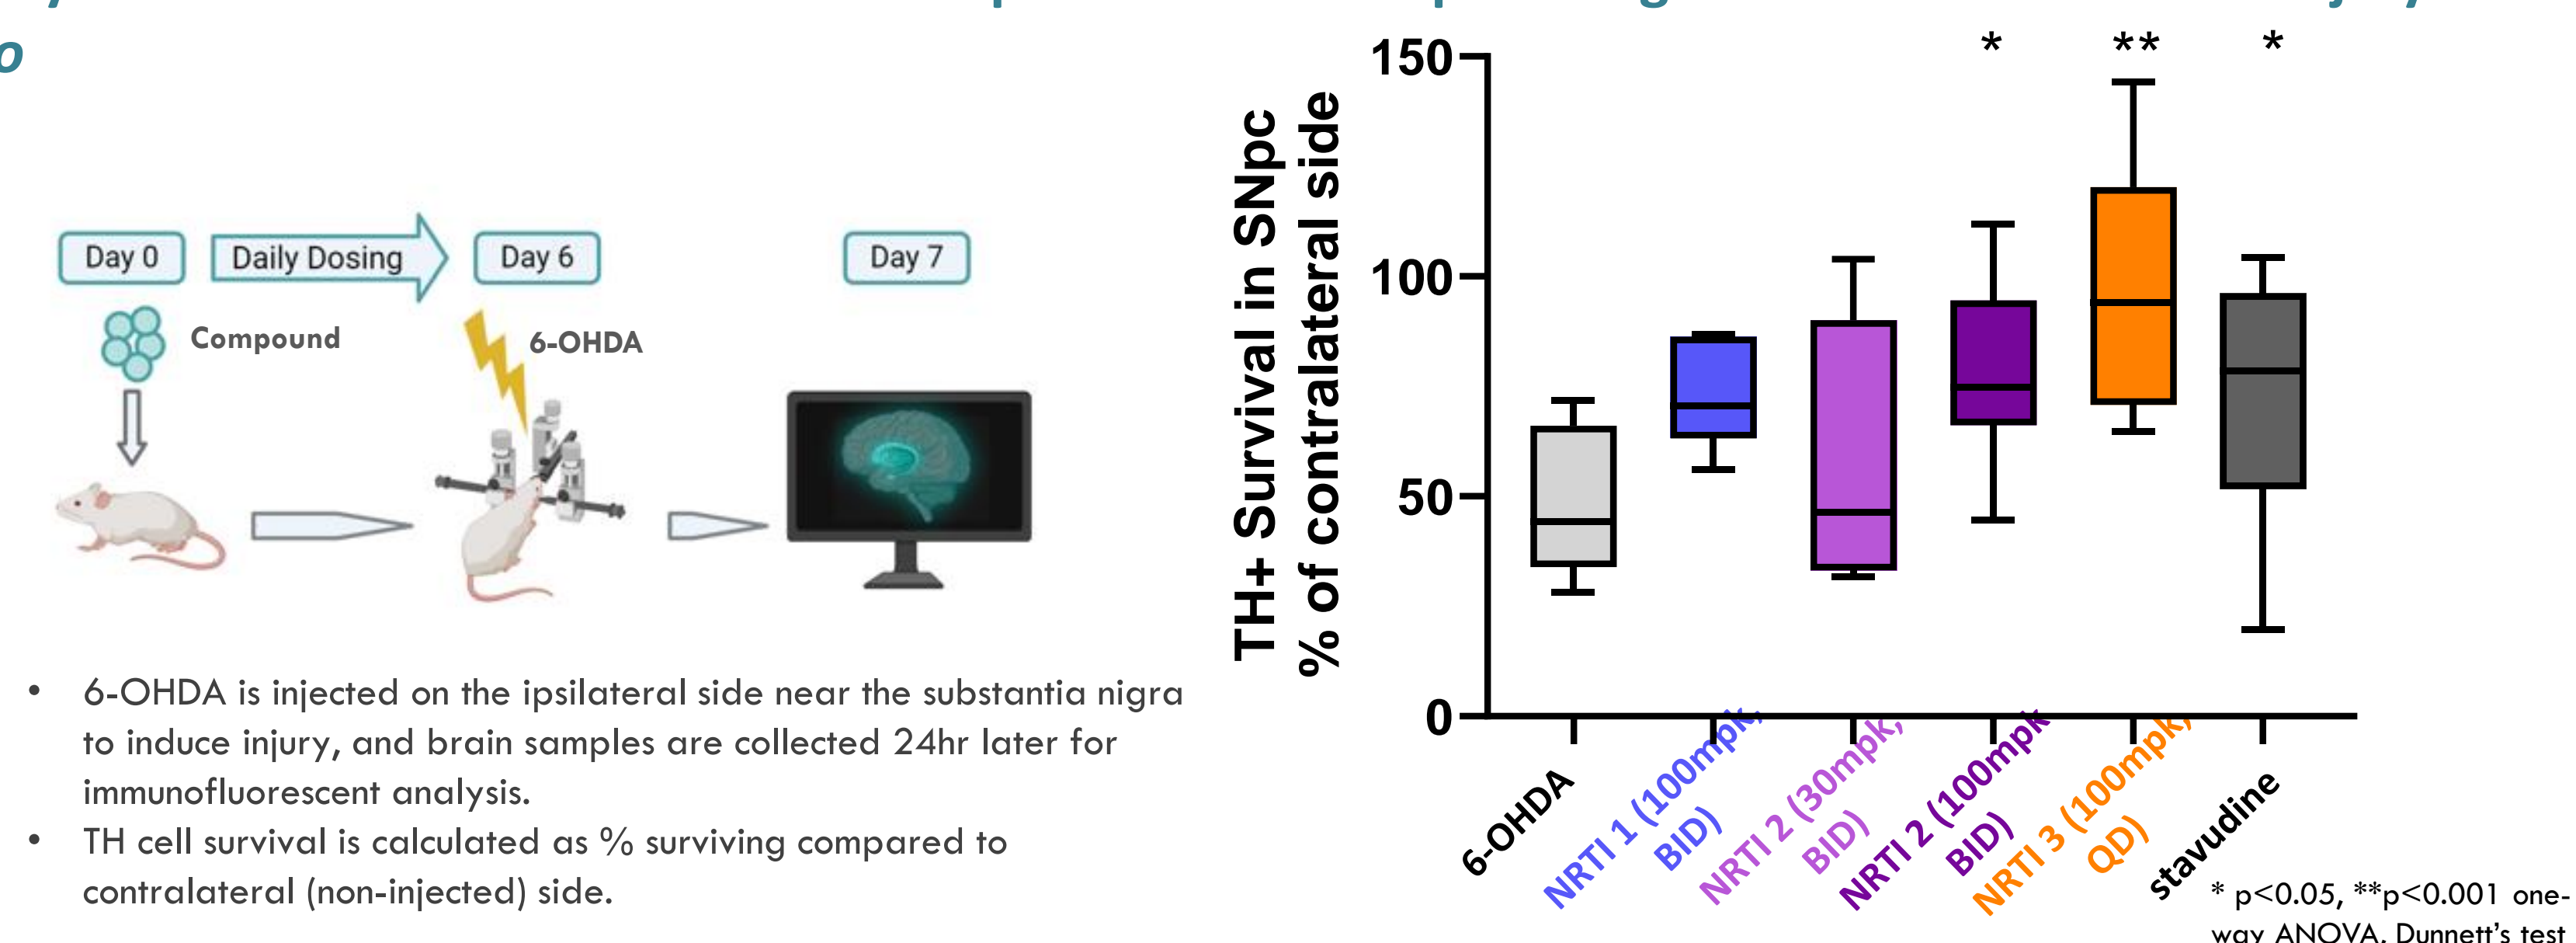 Day 0
Daily Dosing
Day 6
Day 7
Compound
6-OHDA
• 6-OHDA is injected on the ipsilateral side near the substantia nigra
to induce injury, and brain samples are collected 24hr later for
immunofluorescent analysis.
• TH cell survival is calculated as % surviving compared to
contralateral (non-injected) side.
TH+ Survival in SNpc
% of contralateral side
150
100
50
0
* ** *
6-OHDA
NRTI 1 (100mpk,
BID)
NRTI 2 (30mpk,
BID)
NRTI 2 (100mpk
BID)
NRTI 3 (100mpk,
QD)
stavudine
* p<0.05, **p<0.001 one-
way ANOVA, Dunnett's test